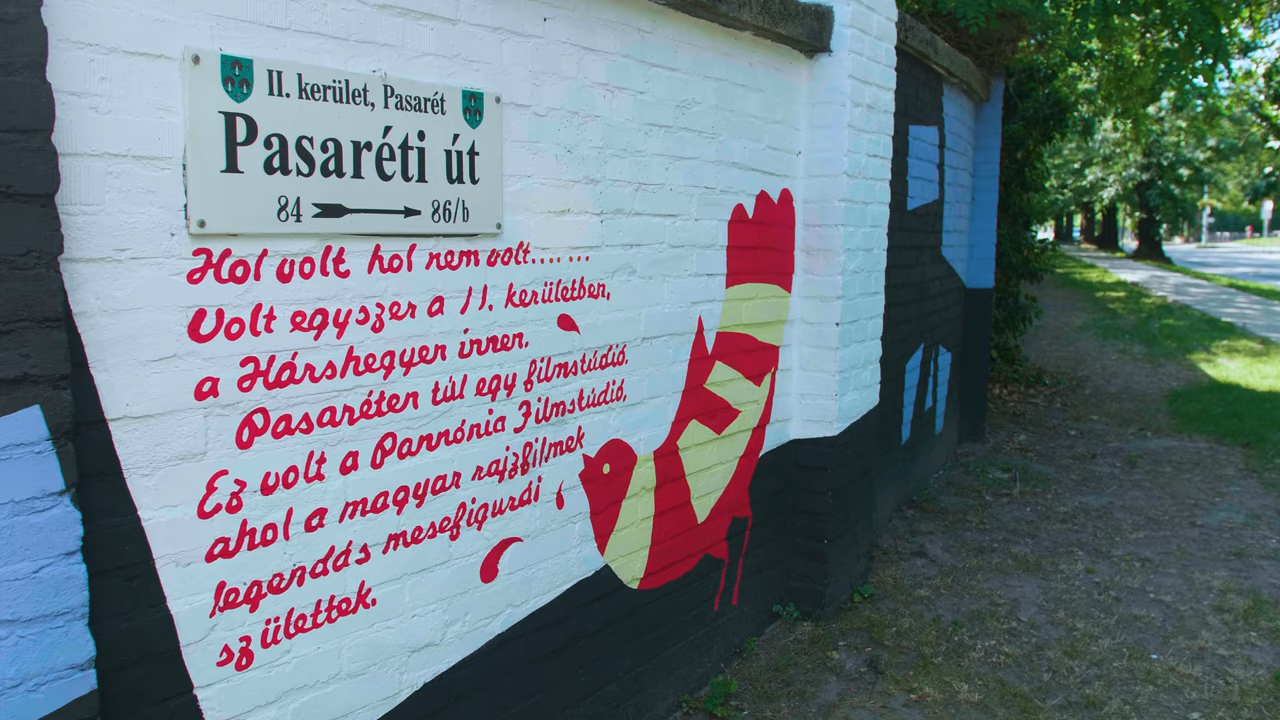 II. kerület, Pasarét
Pasaréti út
84 86/b
Hol volt, hol nem volt.... ...
Volt egyszer a II. kerületben,
a Hárshegyen innen.
Pasaréten túl egy filmstúdió.
Ez volt a Pannónia Filmstúdió,
ahol a magyar rajzfilmek
legendás mesefigurái
születtek.